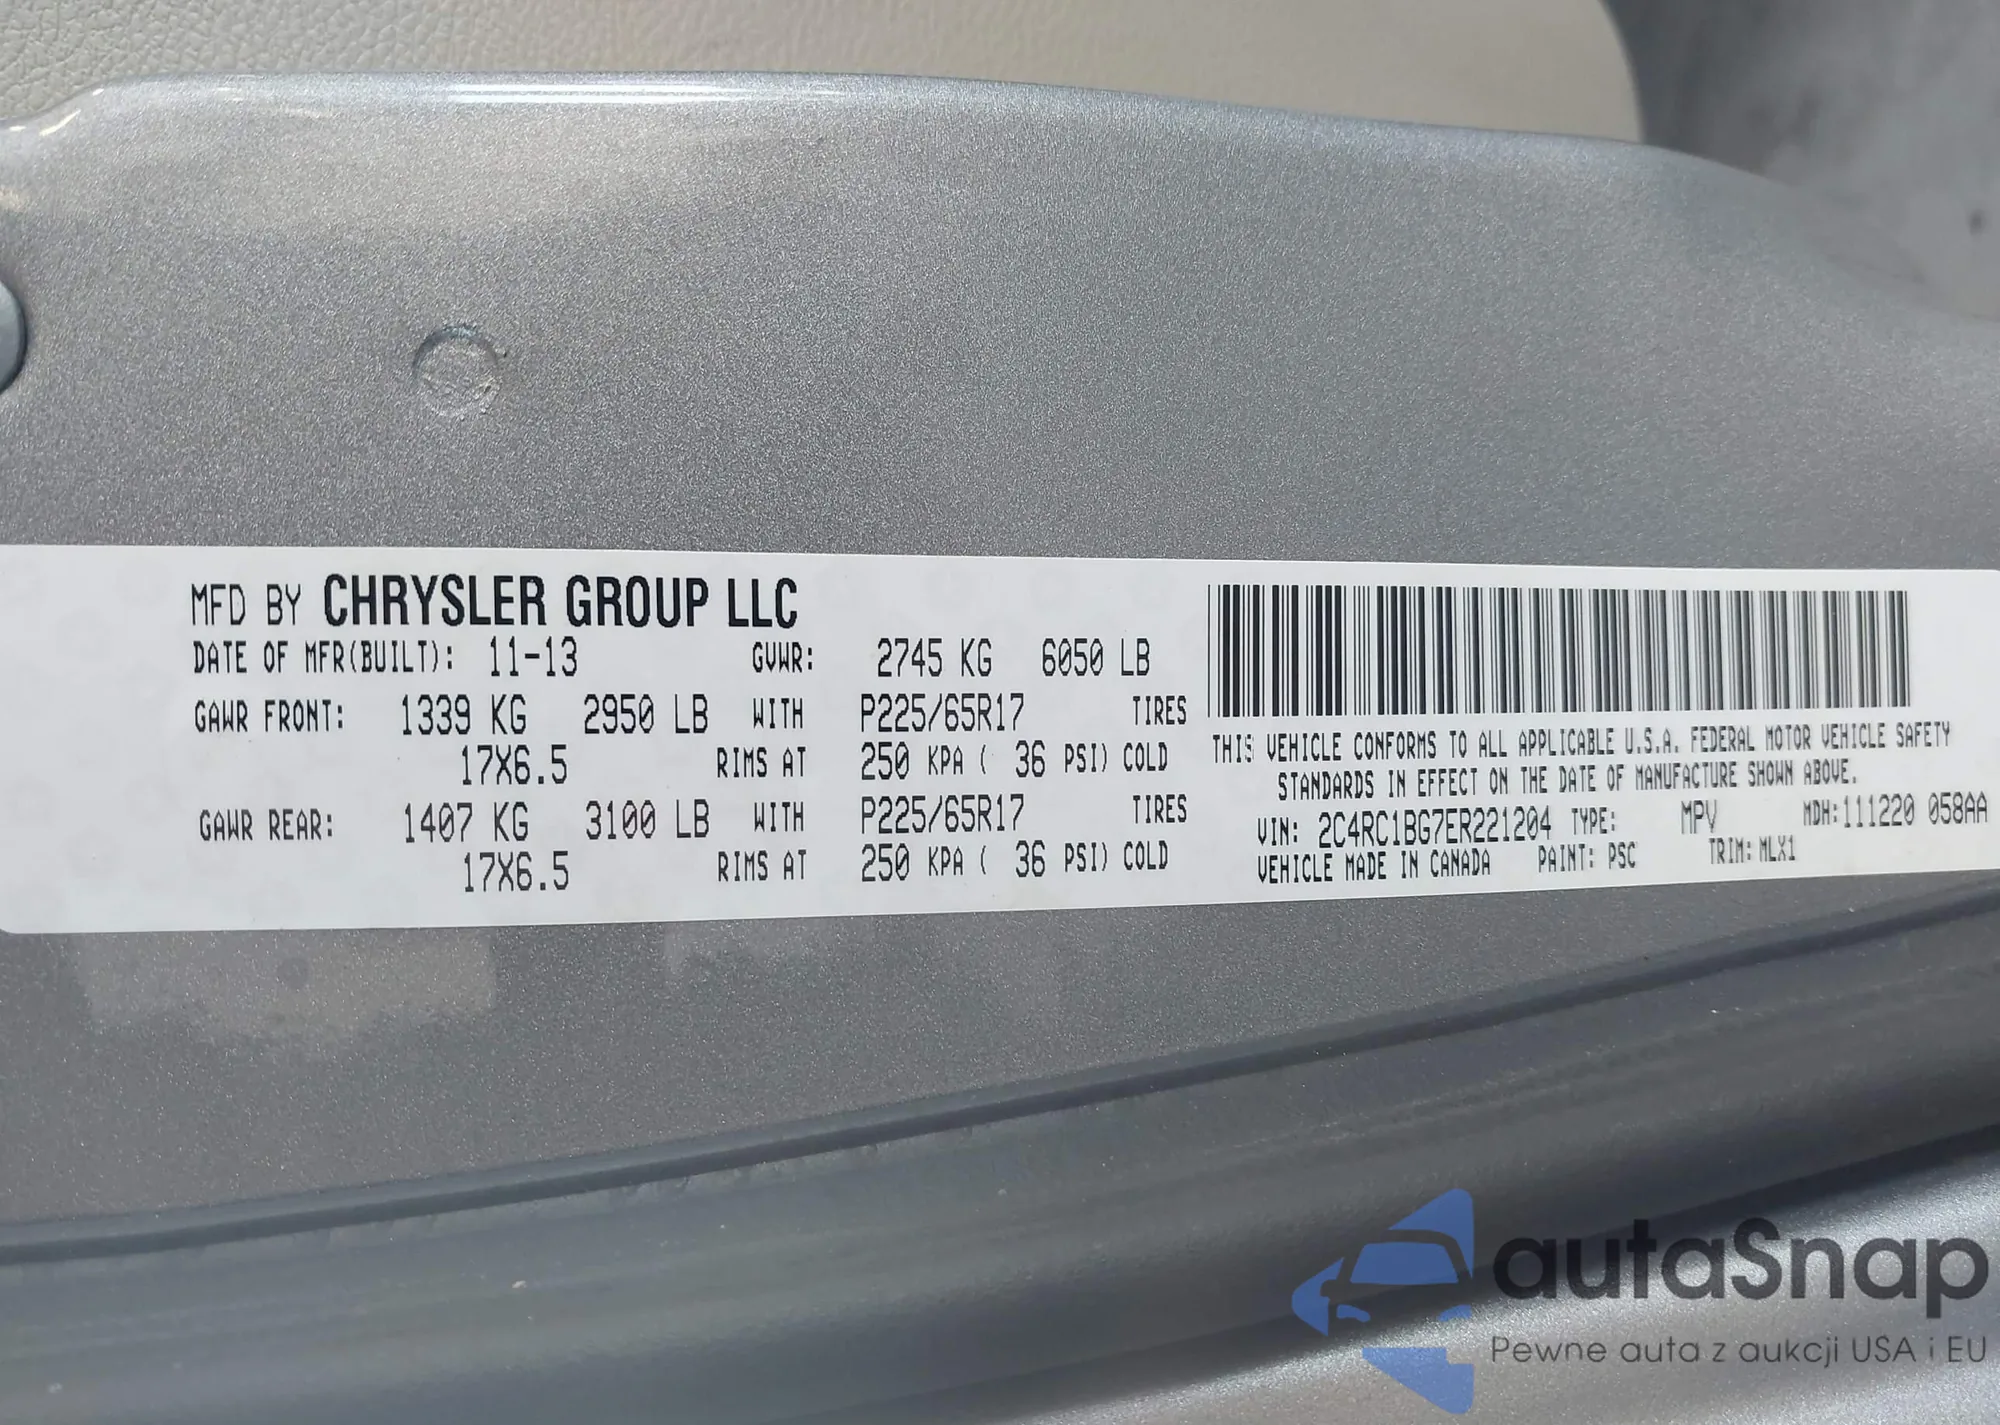 MFD BY CHRYSLER GROUP LLC
DATE OF MFR(BUILT): 11-13 GVWR: 2745 KG 6050 LB
GAWR FRONT: 1339 KG 2950 LB WITH P225/65R17 TIRES
17X6.5 RIMS AT 250 KPA ( 36 PSI) COLD
GAWR REAR: 1407 KG 3100 LB WITH P225/65R17 TIRES
17X6.5 RIMS AT 250 KPA ( 36 PSI) COLD
THIS VEHICLE CONFORMS TO ALL APPLICABLE U.S.A. FEDERAL MOTOR VEHICLE SAFETY
STANDARDS IN EFFECT ON THE DATE OF MANUFACTURE SHOWN ABOVE.
VIN: 2C4RC1BG7ER221204 TYPE: MPV MDH:111220 058AA
VEHICLE MADE IN CANADA PAINT: PSC TRIM: MLX1
autaSnap
Pewne auta z aukcji USA i EU